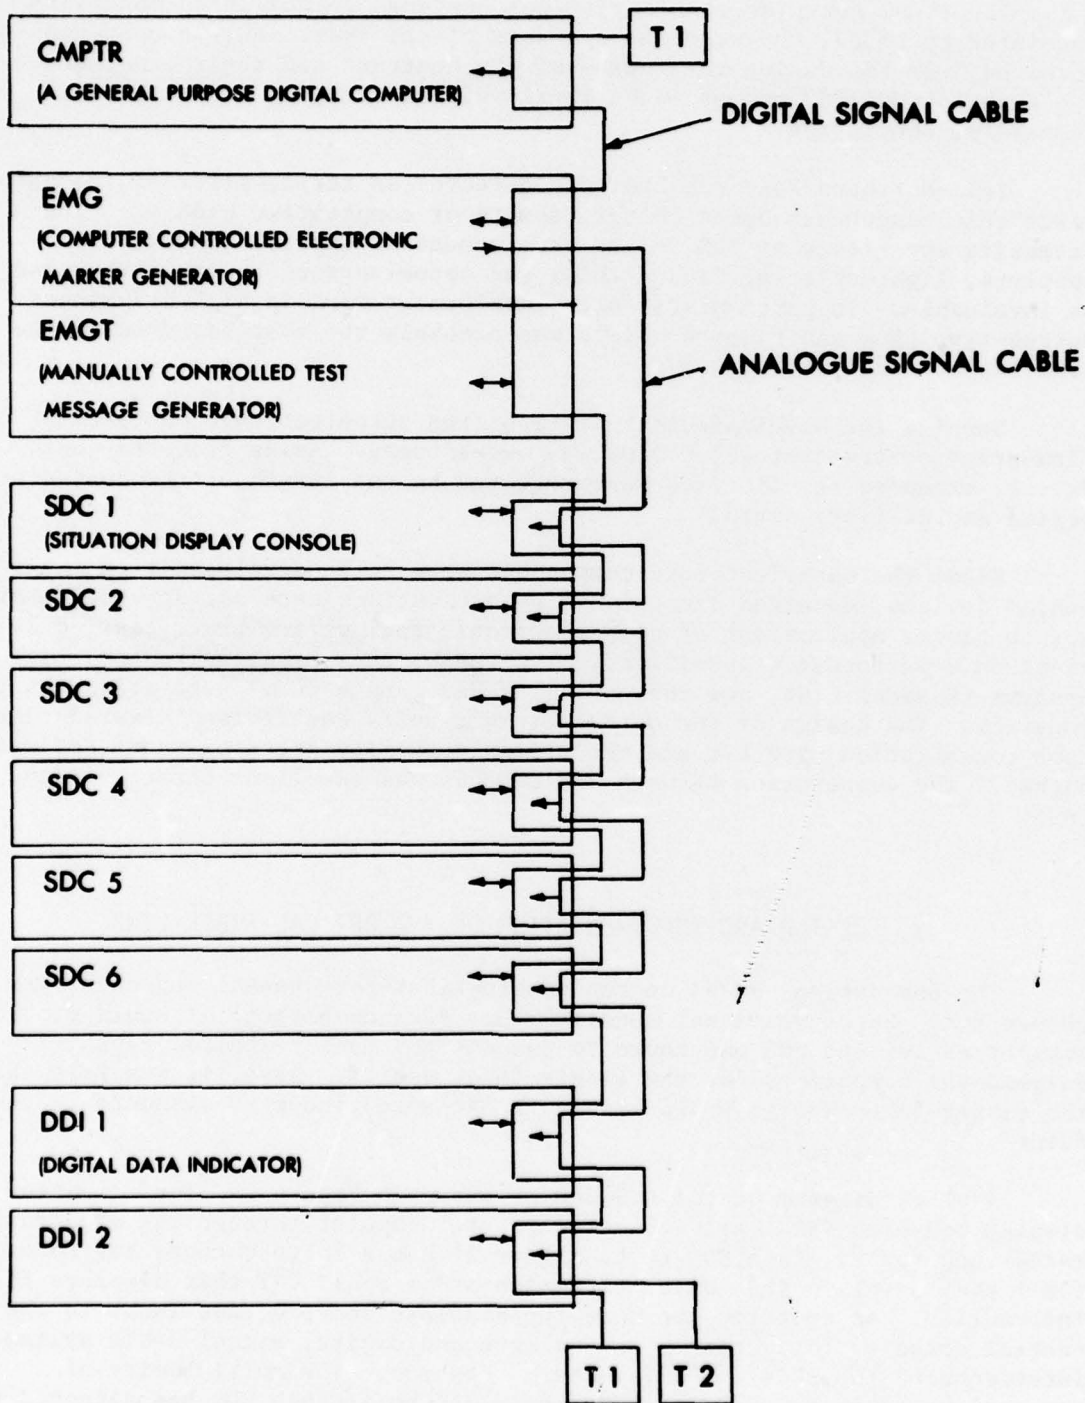 T 1
CMPTR
(A GENERAL PURPOSE DIGITAL COMPUTER)
DIGITAL SIGNAL CABLE
EMG
(COMPUTER CONTROLLED ELECTRONIC
MARKER GENERATOR)
EMGT
(MANUALLY CONTROLLED TEST
MESSAGE GENERATOR)
ANALOGUE SIGNAL CABLE
SDC 1
(SITUATION DISPLAY CONSOLE)
SDC 2
SDC 3
SDC 4
SDC 5
SDC 6
DDI 1
(DIGITAL DATA INDICATOR)
DDI 2
T 1
T 2